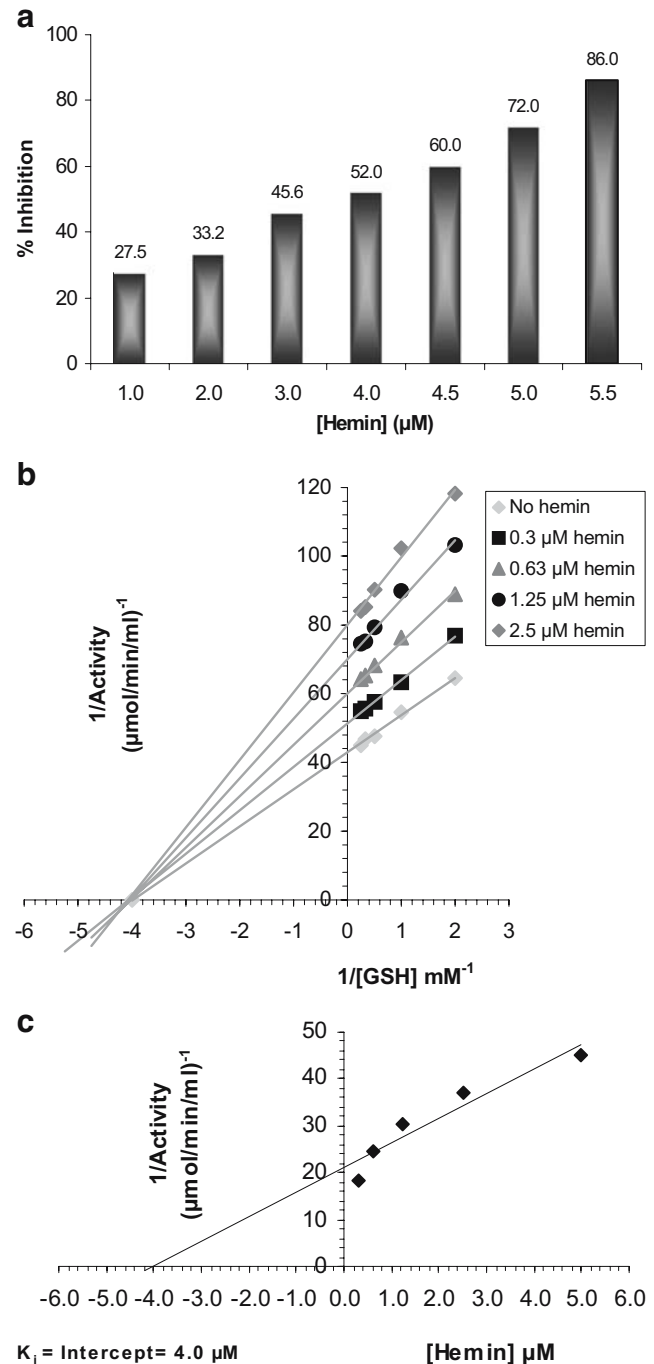 a
% Inhibition
100
80
60
40
20
0
27.5
33.2
45.6
52.0
60.0
72.0
86.0
1.0 2.0 3.0 4.0 4.5 5.0 5.5
[Hemin] (µM)
b
1/Activity
(µmol/min/ml)-1
120
100
80
60
40
20
0
-6 -5 -4 -3 -2 -1 0 1 2 3
1/[GSH] mM-1
No hemin
0.3 µM hemin
0.63 µM hemin
1.25 µM hemin
2.5 µM hemin
c
1/Activity
(µmol/min/ml)-1
50
40
30
20
10
0
-6.0 -5.0 -4.0 -3.0 -2.0 -1.0 0.0 1.0 2.0 3.0 4.0 5.0 6.0
Ki = Intercept= 4.0 µM
[Hemin] µM